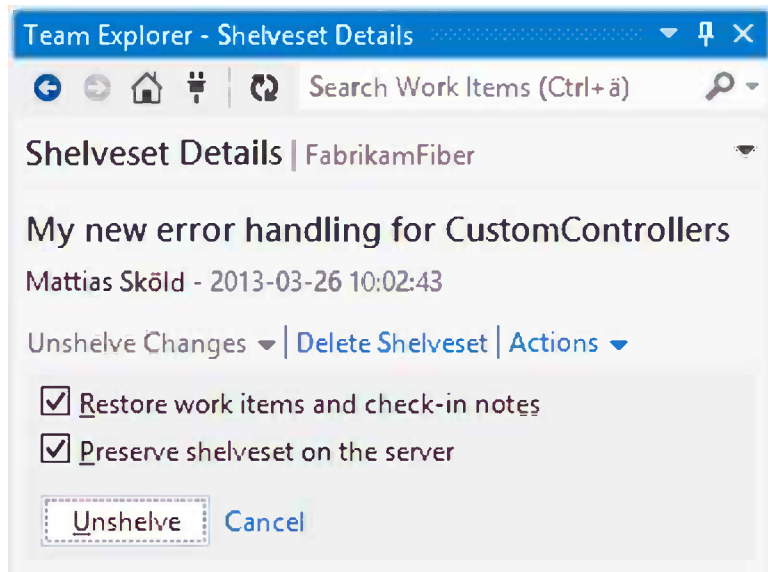 Team Explorer - Shelveset Details
Search Work Items (Ctrl+ä)
Shelveset Details | FabrikamFiber
My new error handling for CustomControllers
Mattias Sköld - 2013-03-26 10:02:43
Unshelve Changes | Delete Shelveset | Actions
Restore work items and check-in notes
Preserve shelveset on the server
Unshelve Cancel